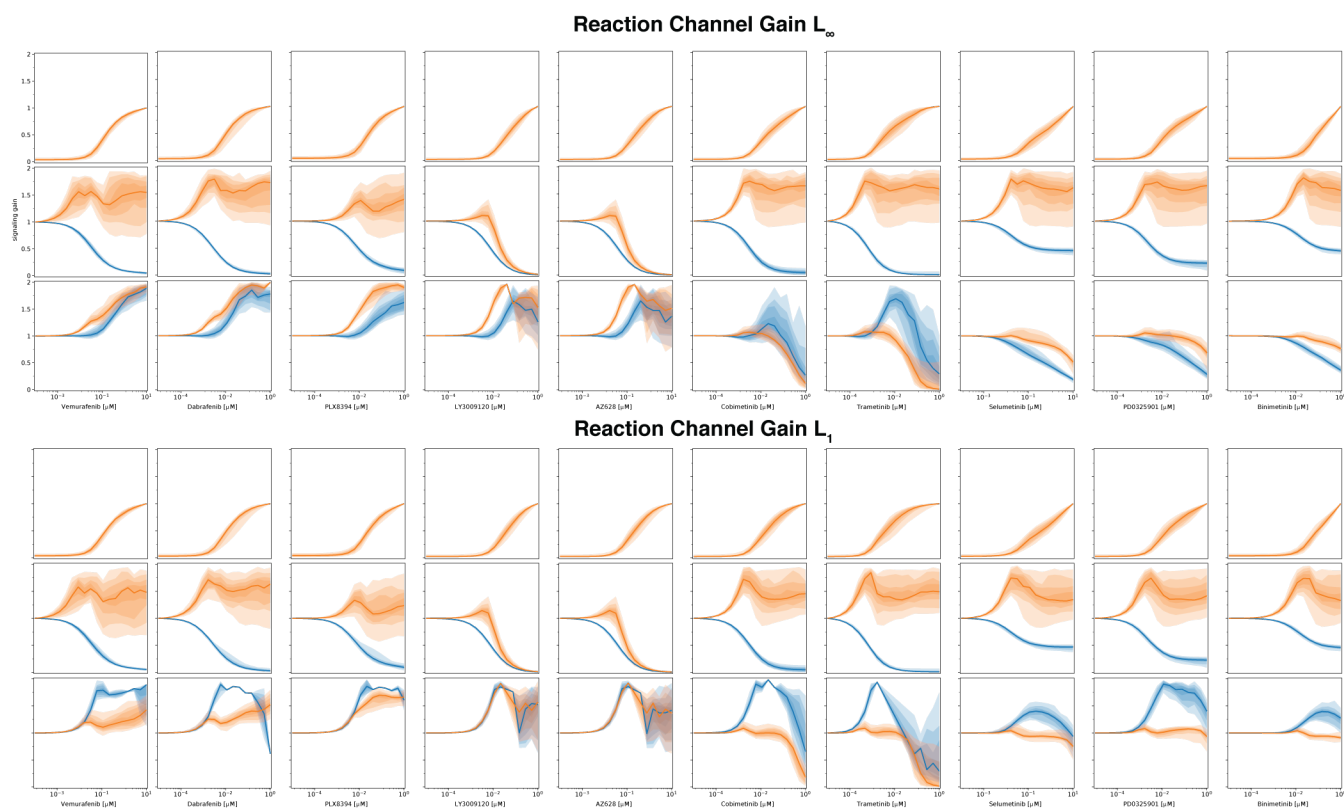 Reaction Channel Gain L∞
2
1.5
1
0.5
0
2
1.5
1
0.5
0
signaling gain
2
1.5
1
0.5
0
10⁻³ 10⁻¹ 10¹ 10⁻⁴ 10⁻² 10⁰ 10⁻⁴ 10⁻² 10⁰ 10⁻⁴ 10⁻² 10⁰ 10⁻³ 10⁻¹ 10¹ 10⁻⁴ 10⁻² 10⁰ 10⁻⁴ 10⁻² 10⁰ 10⁻³ 10⁻¹ 10¹ 10⁻⁴ 10⁻² 10⁰ 10⁻⁴ 10⁻² 10⁰
Vemurafenib [μM] Dabrafenib [μM] PLX8394 [μM] LY3009120 [μM] AZ628 [μM] Cobimetinib [μM] Trametinib [μM] Selumetinib [μM] PD0325901 [μM] Binimetinib [μM]
Reaction Channel Gain L₁
10⁻³ 10⁻¹ 10¹ 10⁻⁴ 10⁻² 10⁰ 10⁻⁴ 10⁻² 10⁰ 10⁻⁴ 10⁻² 10⁰ 10⁻³ 10⁻¹ 10¹ 10⁻⁴ 10⁻² 10⁰ 10⁻⁴ 10⁻² 10⁰ 10⁻³ 10⁻¹ 10¹ 10⁻⁴ 10⁻² 10⁰ 10⁻⁴ 10⁻² 10⁰
Vemurafenib [μM] Dabrafenib [μM] PLX8394 [μM] LY3009120 [μM] AZ628 [μM] Cobimetinib [μM] Trametinib [μM] Selumetinib [μM] PD0325901 [μM] Binimetinib [μM]